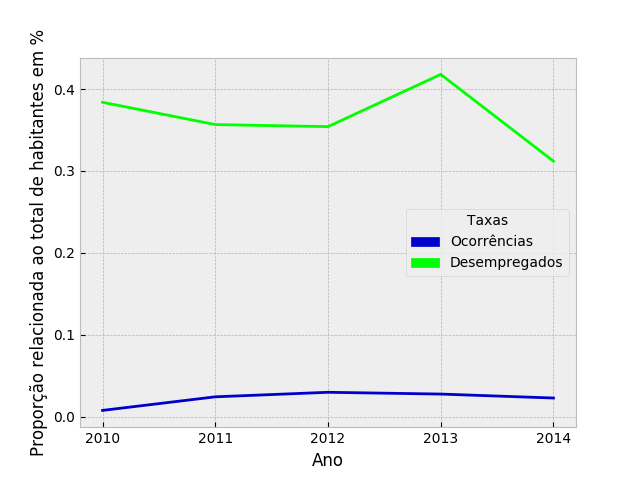 Proporção relacionada ao total de habitantes em %
0.4
0.3
0.2
0.1
0.0
Taxas
Ocorrências
Desempregados
2010 2011 2012 2013 2014
Ano